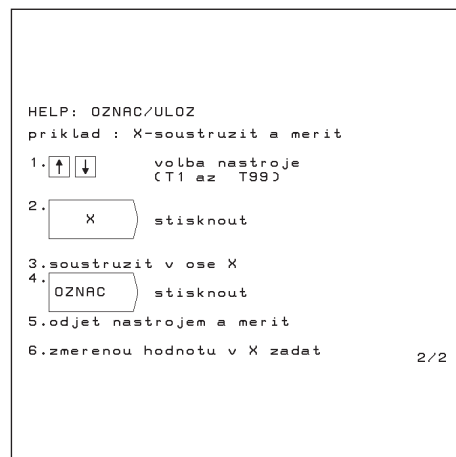 HELP: OZNAC/ULOZ
priklad : X-soustruzit a merit
1. ↑ ↓ volba nastroje
(T1 az T99)
2. X stisknout
3.soustruzit v ose X
4. OZNAC stisknout
5.odjet nastrojem a merit
6.zmerenou hodnotu v X zadat
2/2